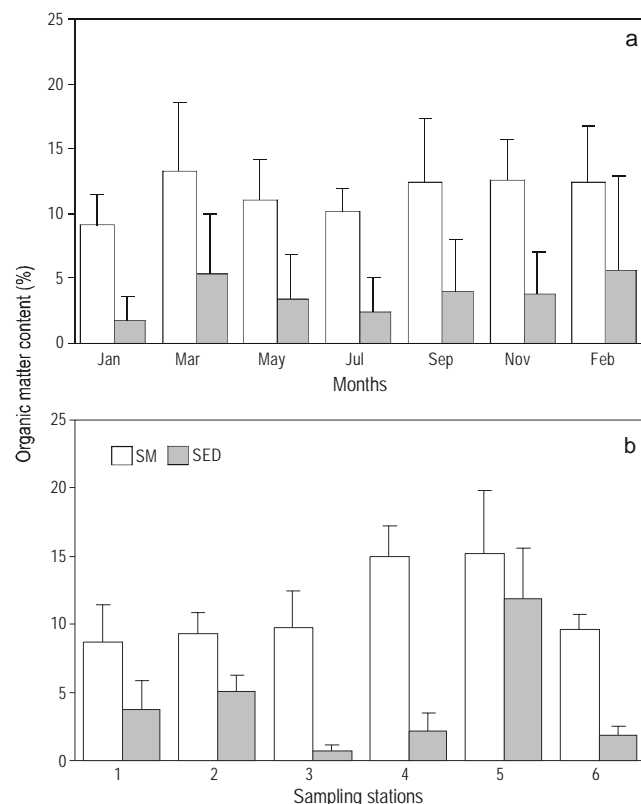 a
25
20
15
10
5
0
Jan Mar May Jul Sep Nov Feb
Months
Organic matter content (%)
b
SM SED
25
20
15
10
5
0
1 2 3 4 5 6
Sampling stations